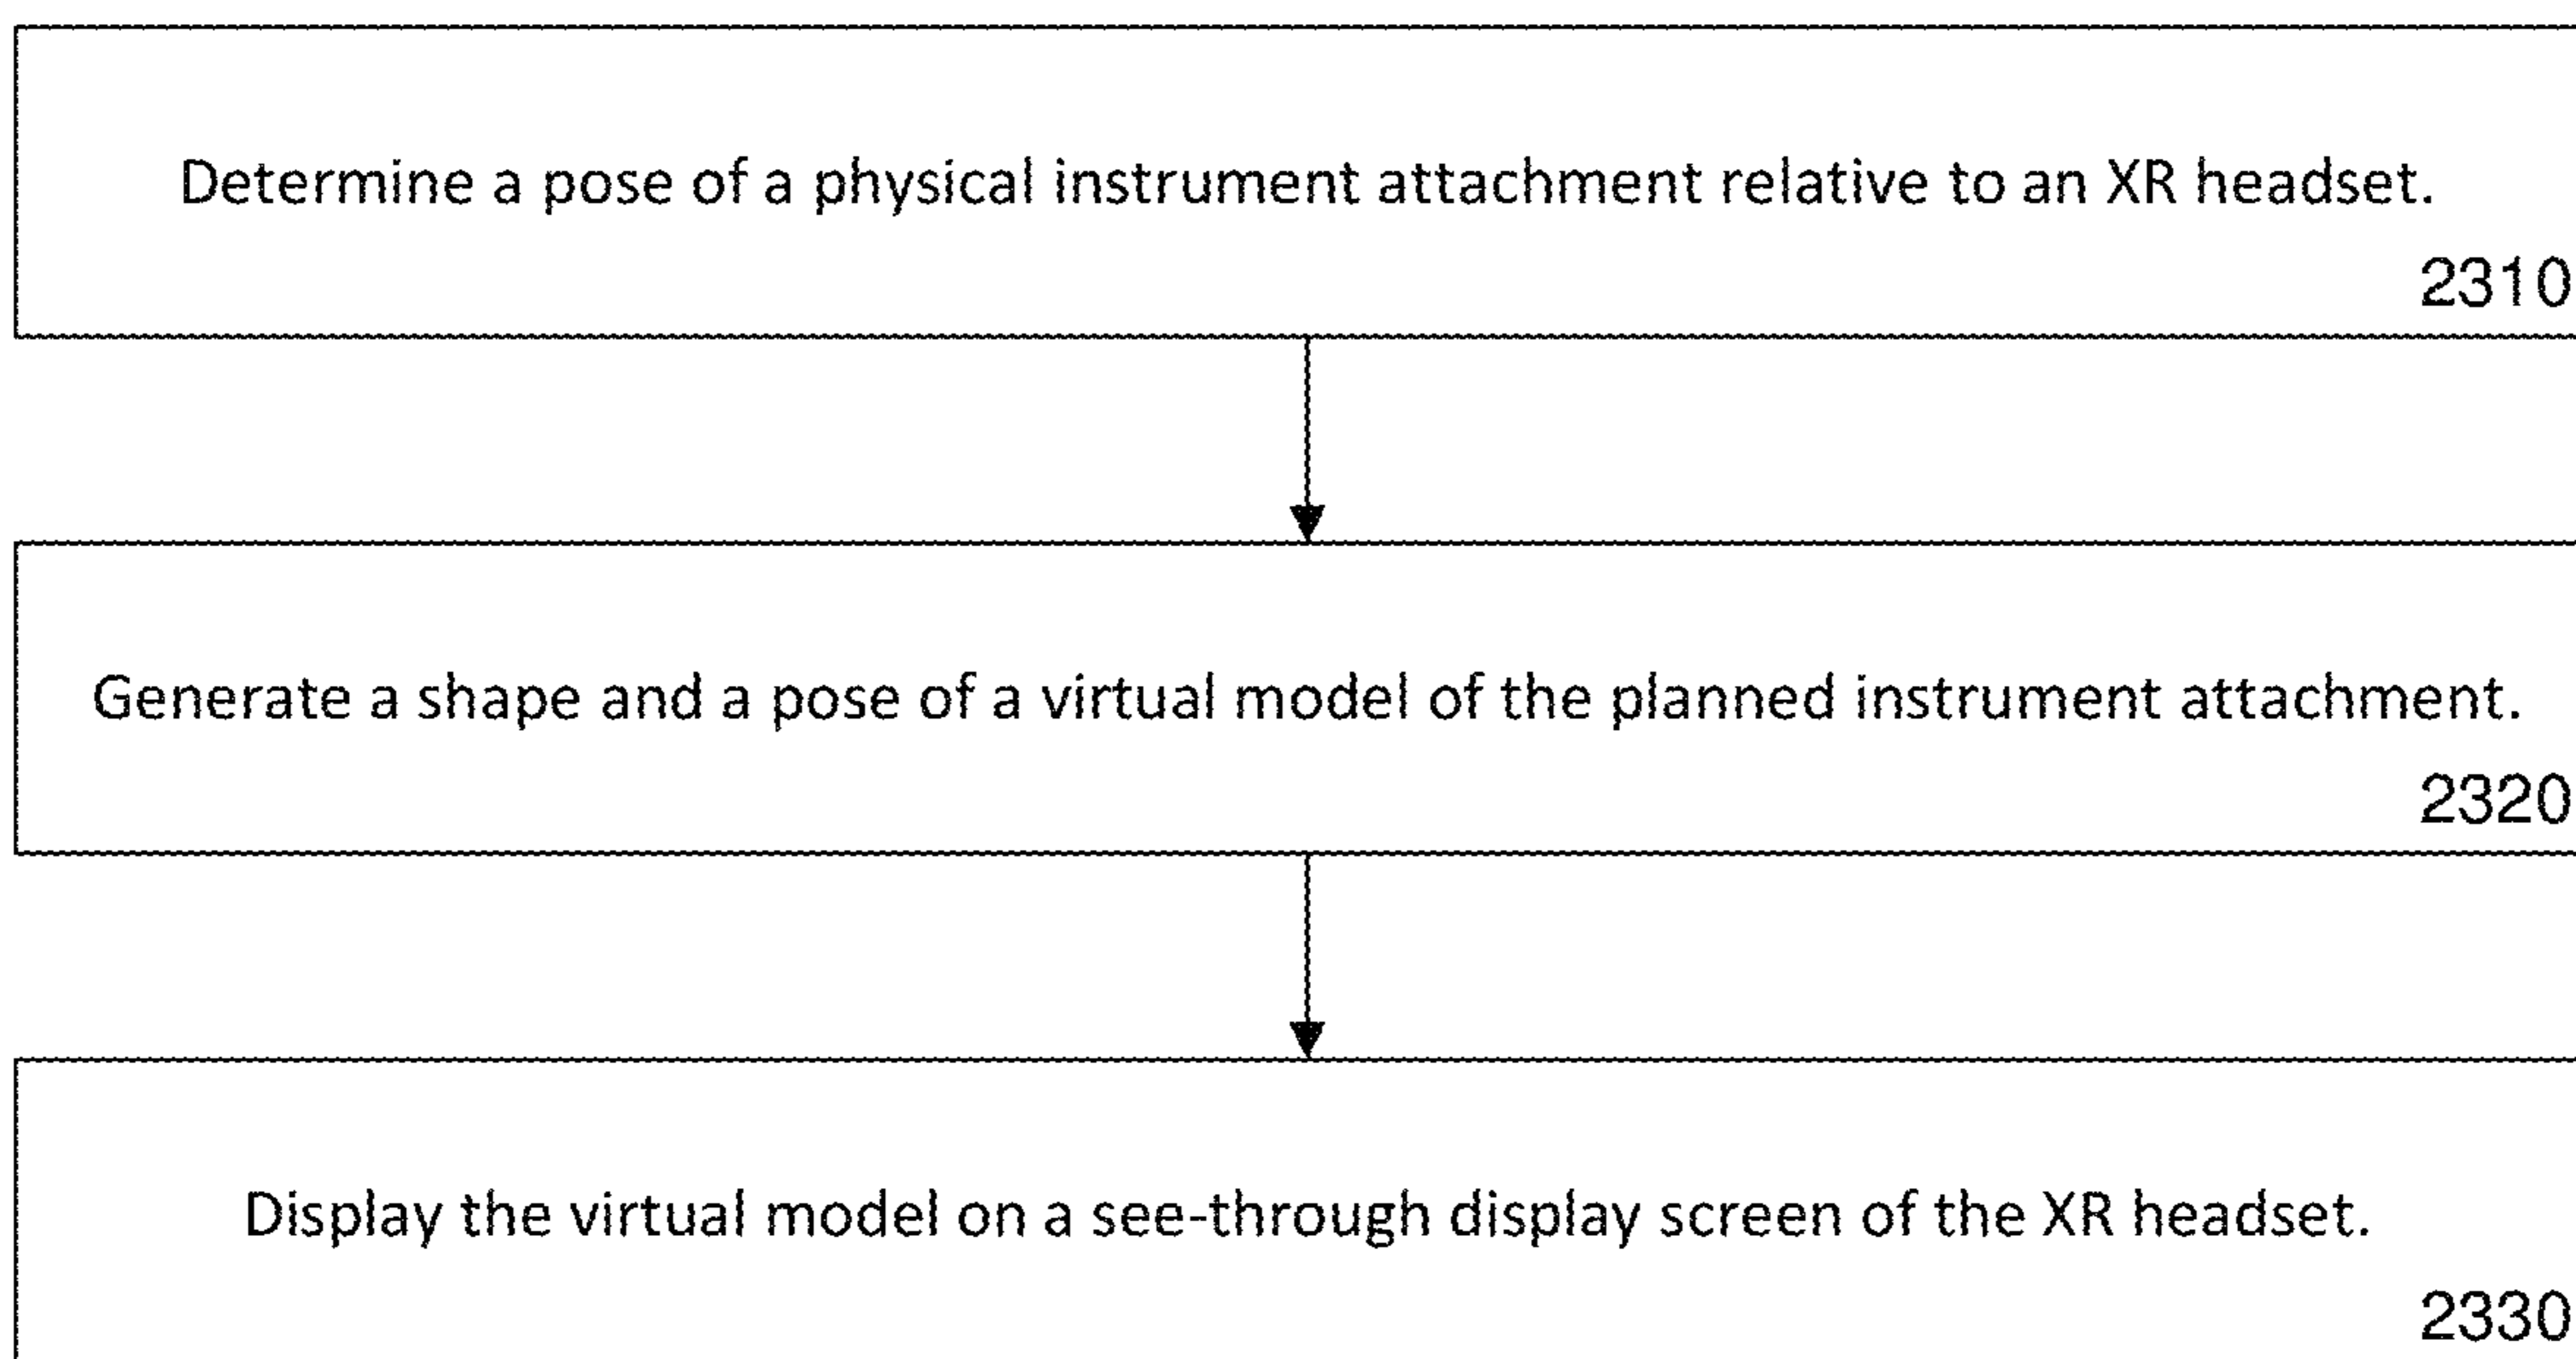 Determine a pose of a physical instrument attachment relative to an XR headset.
2310
Generate a shape and a pose of a virtual model of the planned instrument attachment.
2320
Display the virtual model on a see-through display screen of the XR headset.
2330